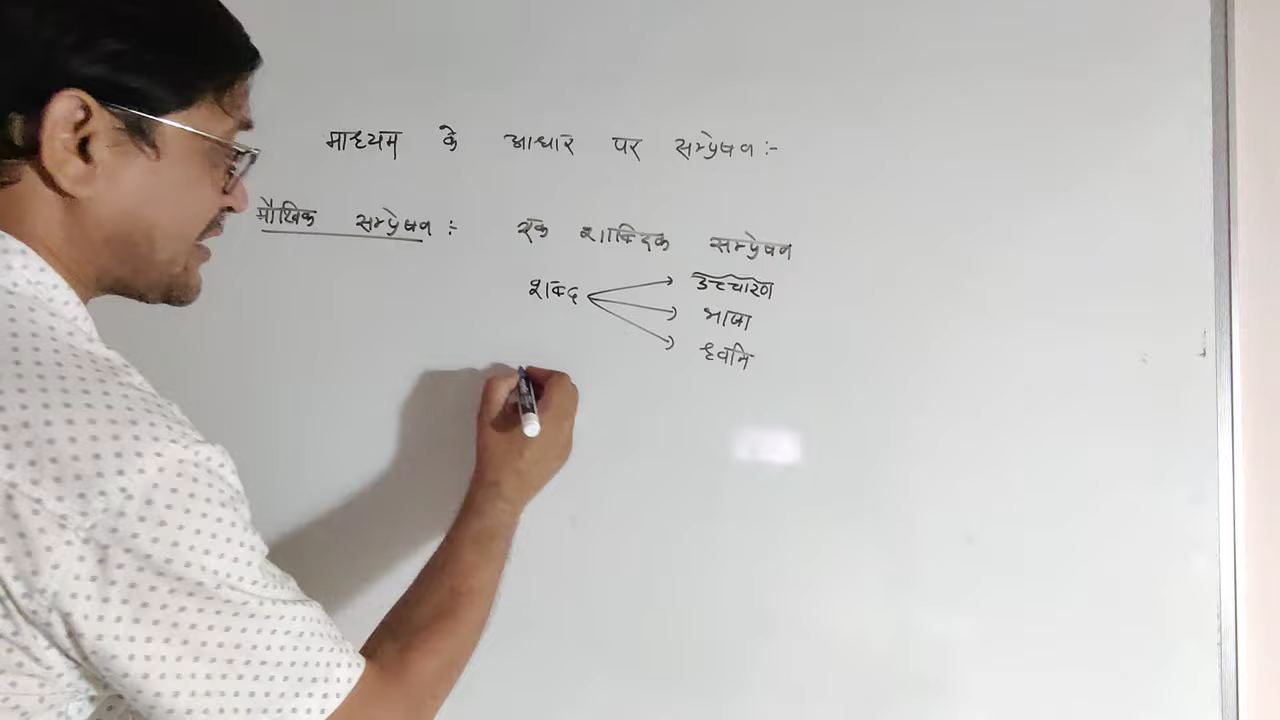 माध्यम के आधार पर सम्प्रेषण :-
मौखिक सम्प्रेषण :- एक शाब्दिक सम्प्रेषण
शब्द → उच्चारण
→ भाषा
→ ध्वनि